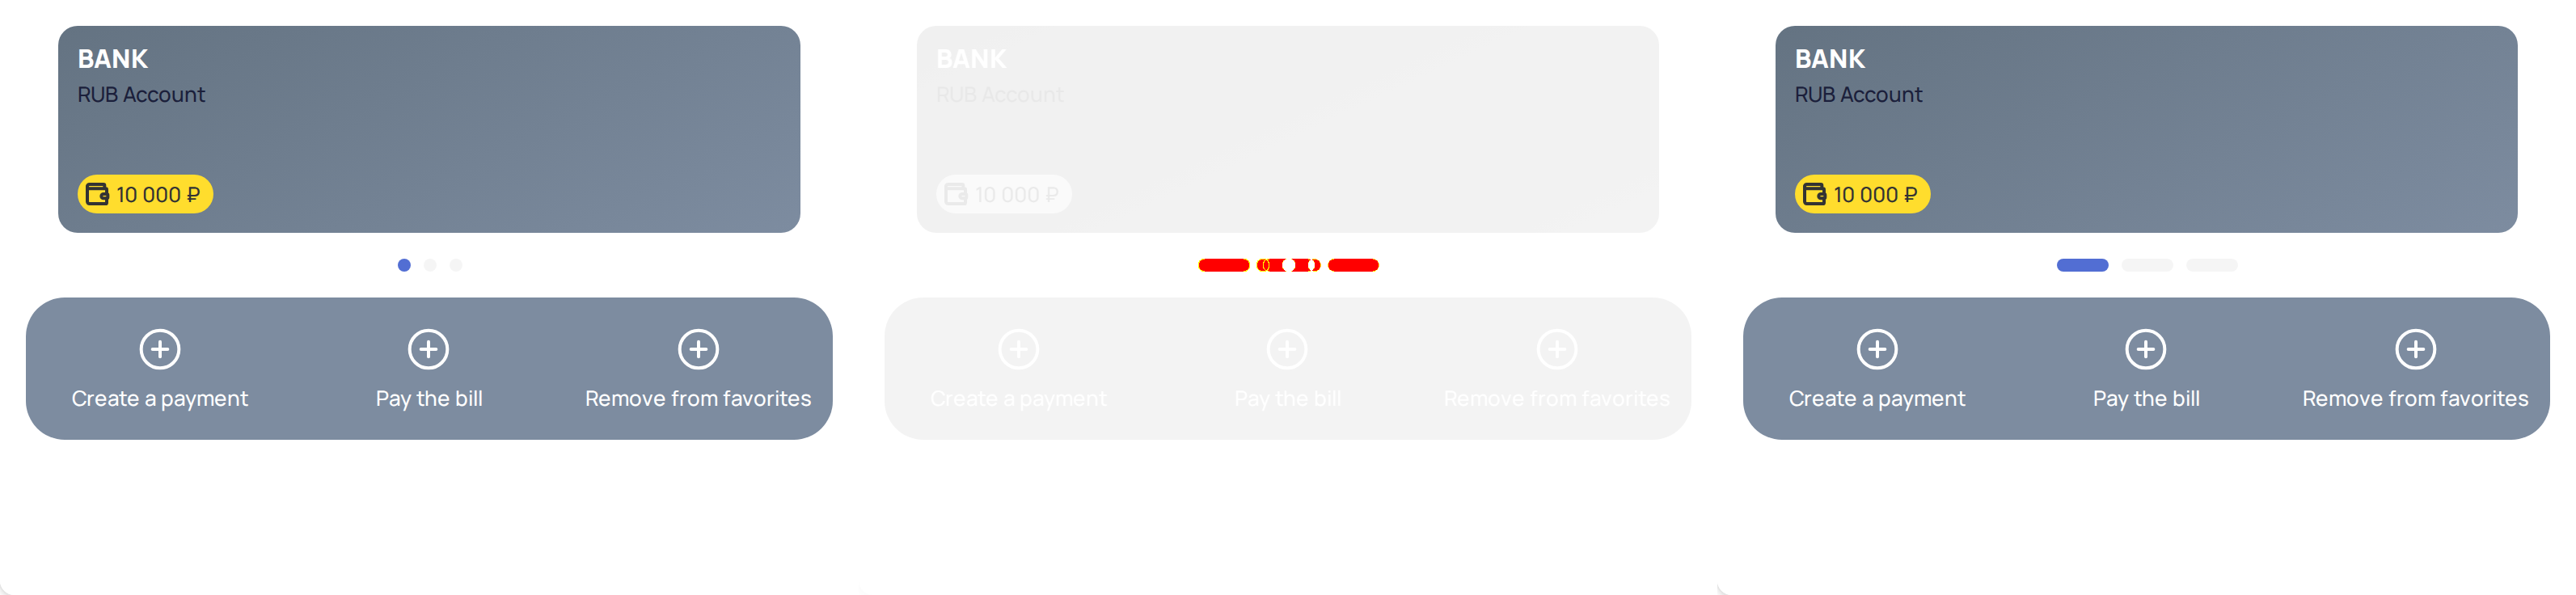 BANK
RUB Account
10 000 ₽
Create a payment
Pay the bill
Remove from favorites
BANK
RUB Account
10 000 ₽
Create a payment
Pay the bill
Remove from favorites
BANK
RUB Account
10 000 ₽
Create a payment
Pay the bill
Remove from favorites